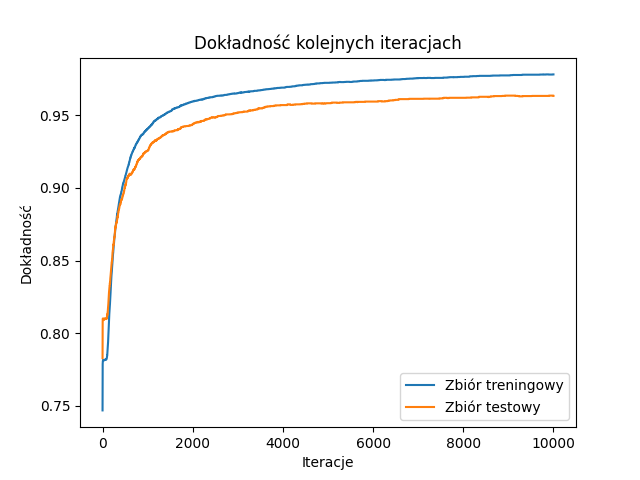 Dokładność kolejnych iteracjach
Dokładność
0.95
0.90
0.85
0.80
0.75
0
2000
4000
6000
8000
10000
Iteracje
Zbiór treningowy
Zbiór testowy